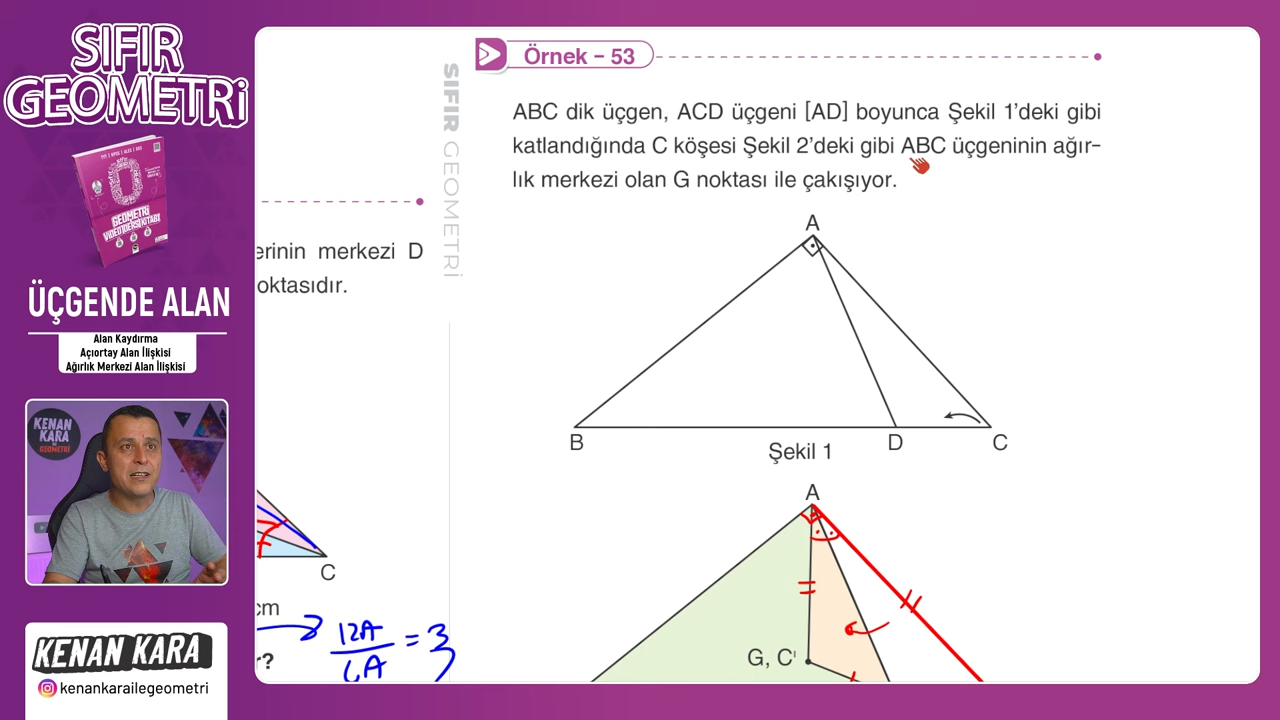 SIFIR
GEOMETRİ
GEOMETRİ
VİDEO DERS KİTABI
ÜÇGENDE ALAN
Alan Kaydırma
Açıortay Alan İlişkisi
Ağırlık Merkezi Alan İlişkisi
KENAN
KARA
GEOMETRİ
KENAN KARA
kenankarailegeometri
erinin merkezi D
oktasıdır.
C
cm
12A
6A
= 3
r?
SIFIR GEOMETRİ
Örnek – 53
ABC dik üçgen, ACD üçgeni [AD] boyunca Şekil 1’deki gibi
katlandığında C köşesi Şekil 2’deki gibi ABC üçgeninin ağır–
lık merkezi olan G noktası ile çakışıyor.
A
B
D
C
Şekil 1
A
G, C'